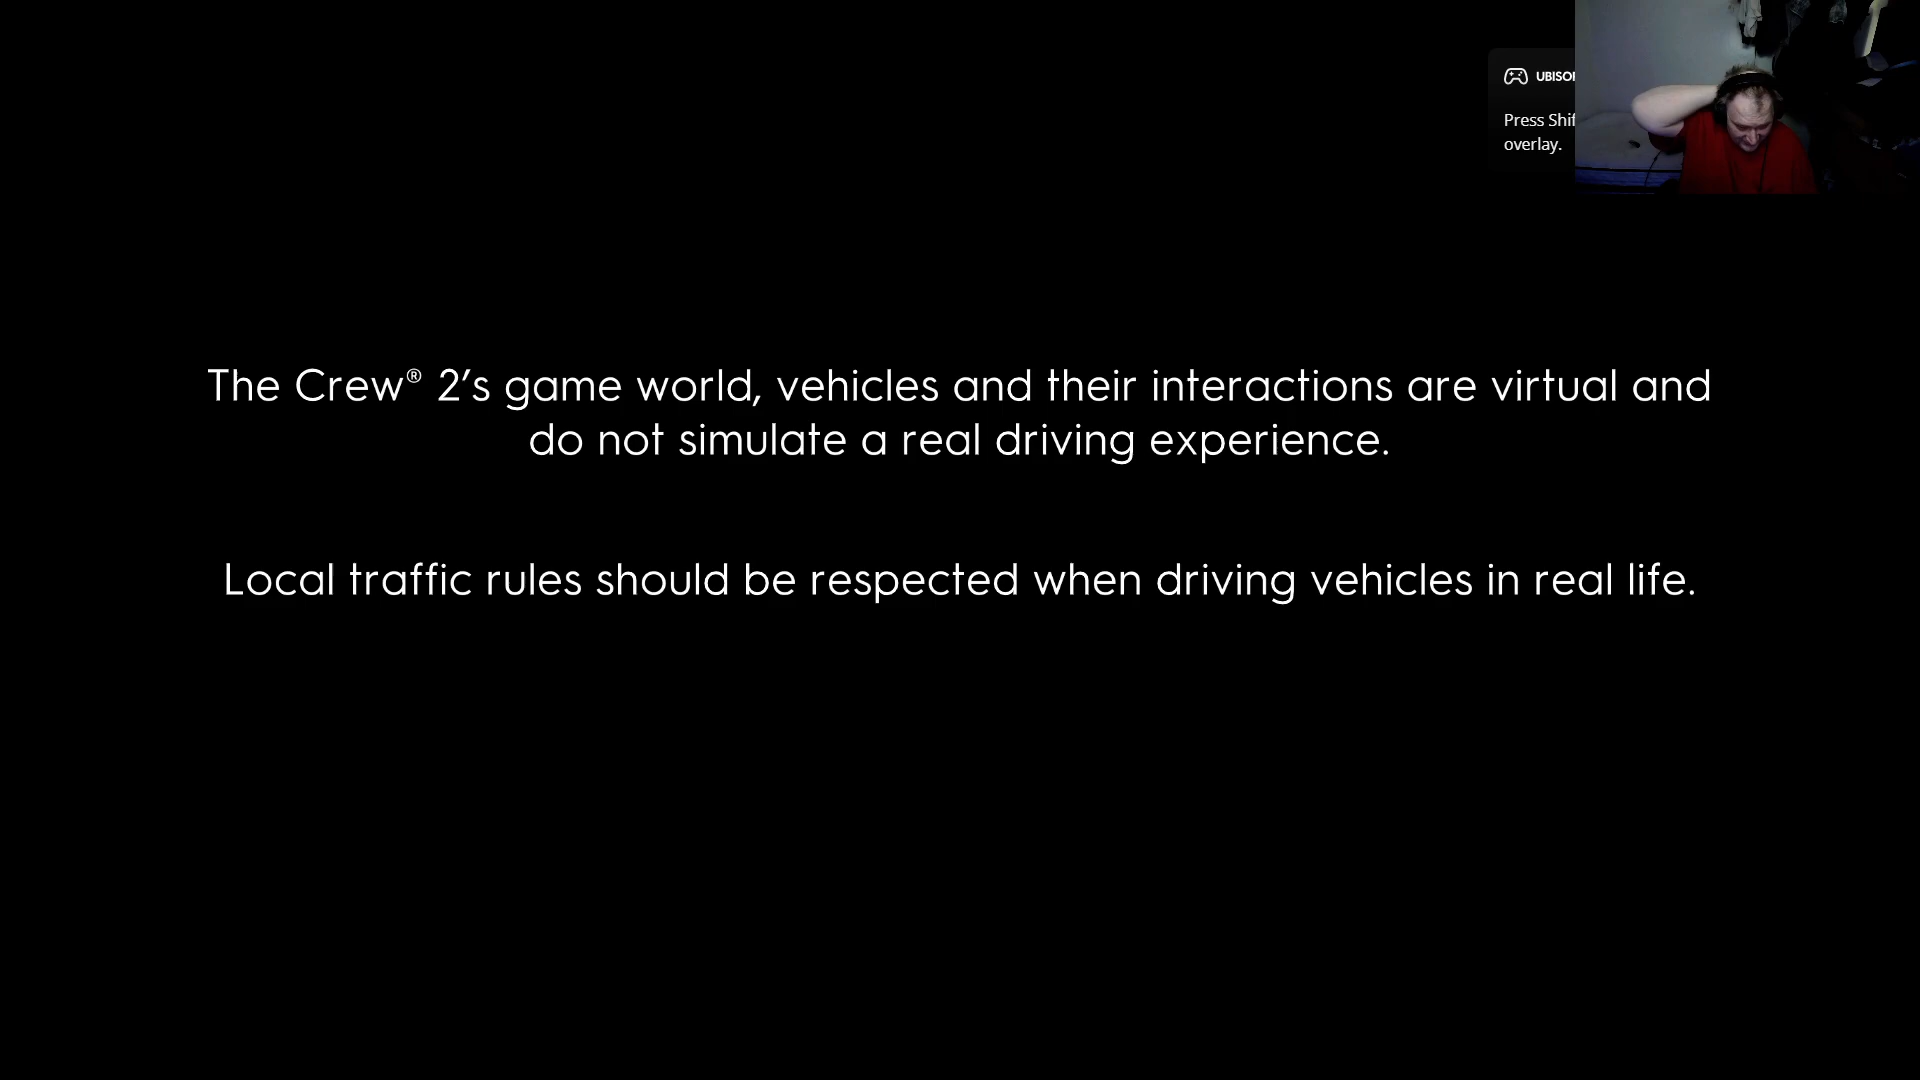 UBISOF
Press Shif
overlay.
The Crew® 2’s game world, vehicles and their interactions are virtual and
do not simulate a real driving experience.
Local traffic rules should be respected when driving vehicles in real life.